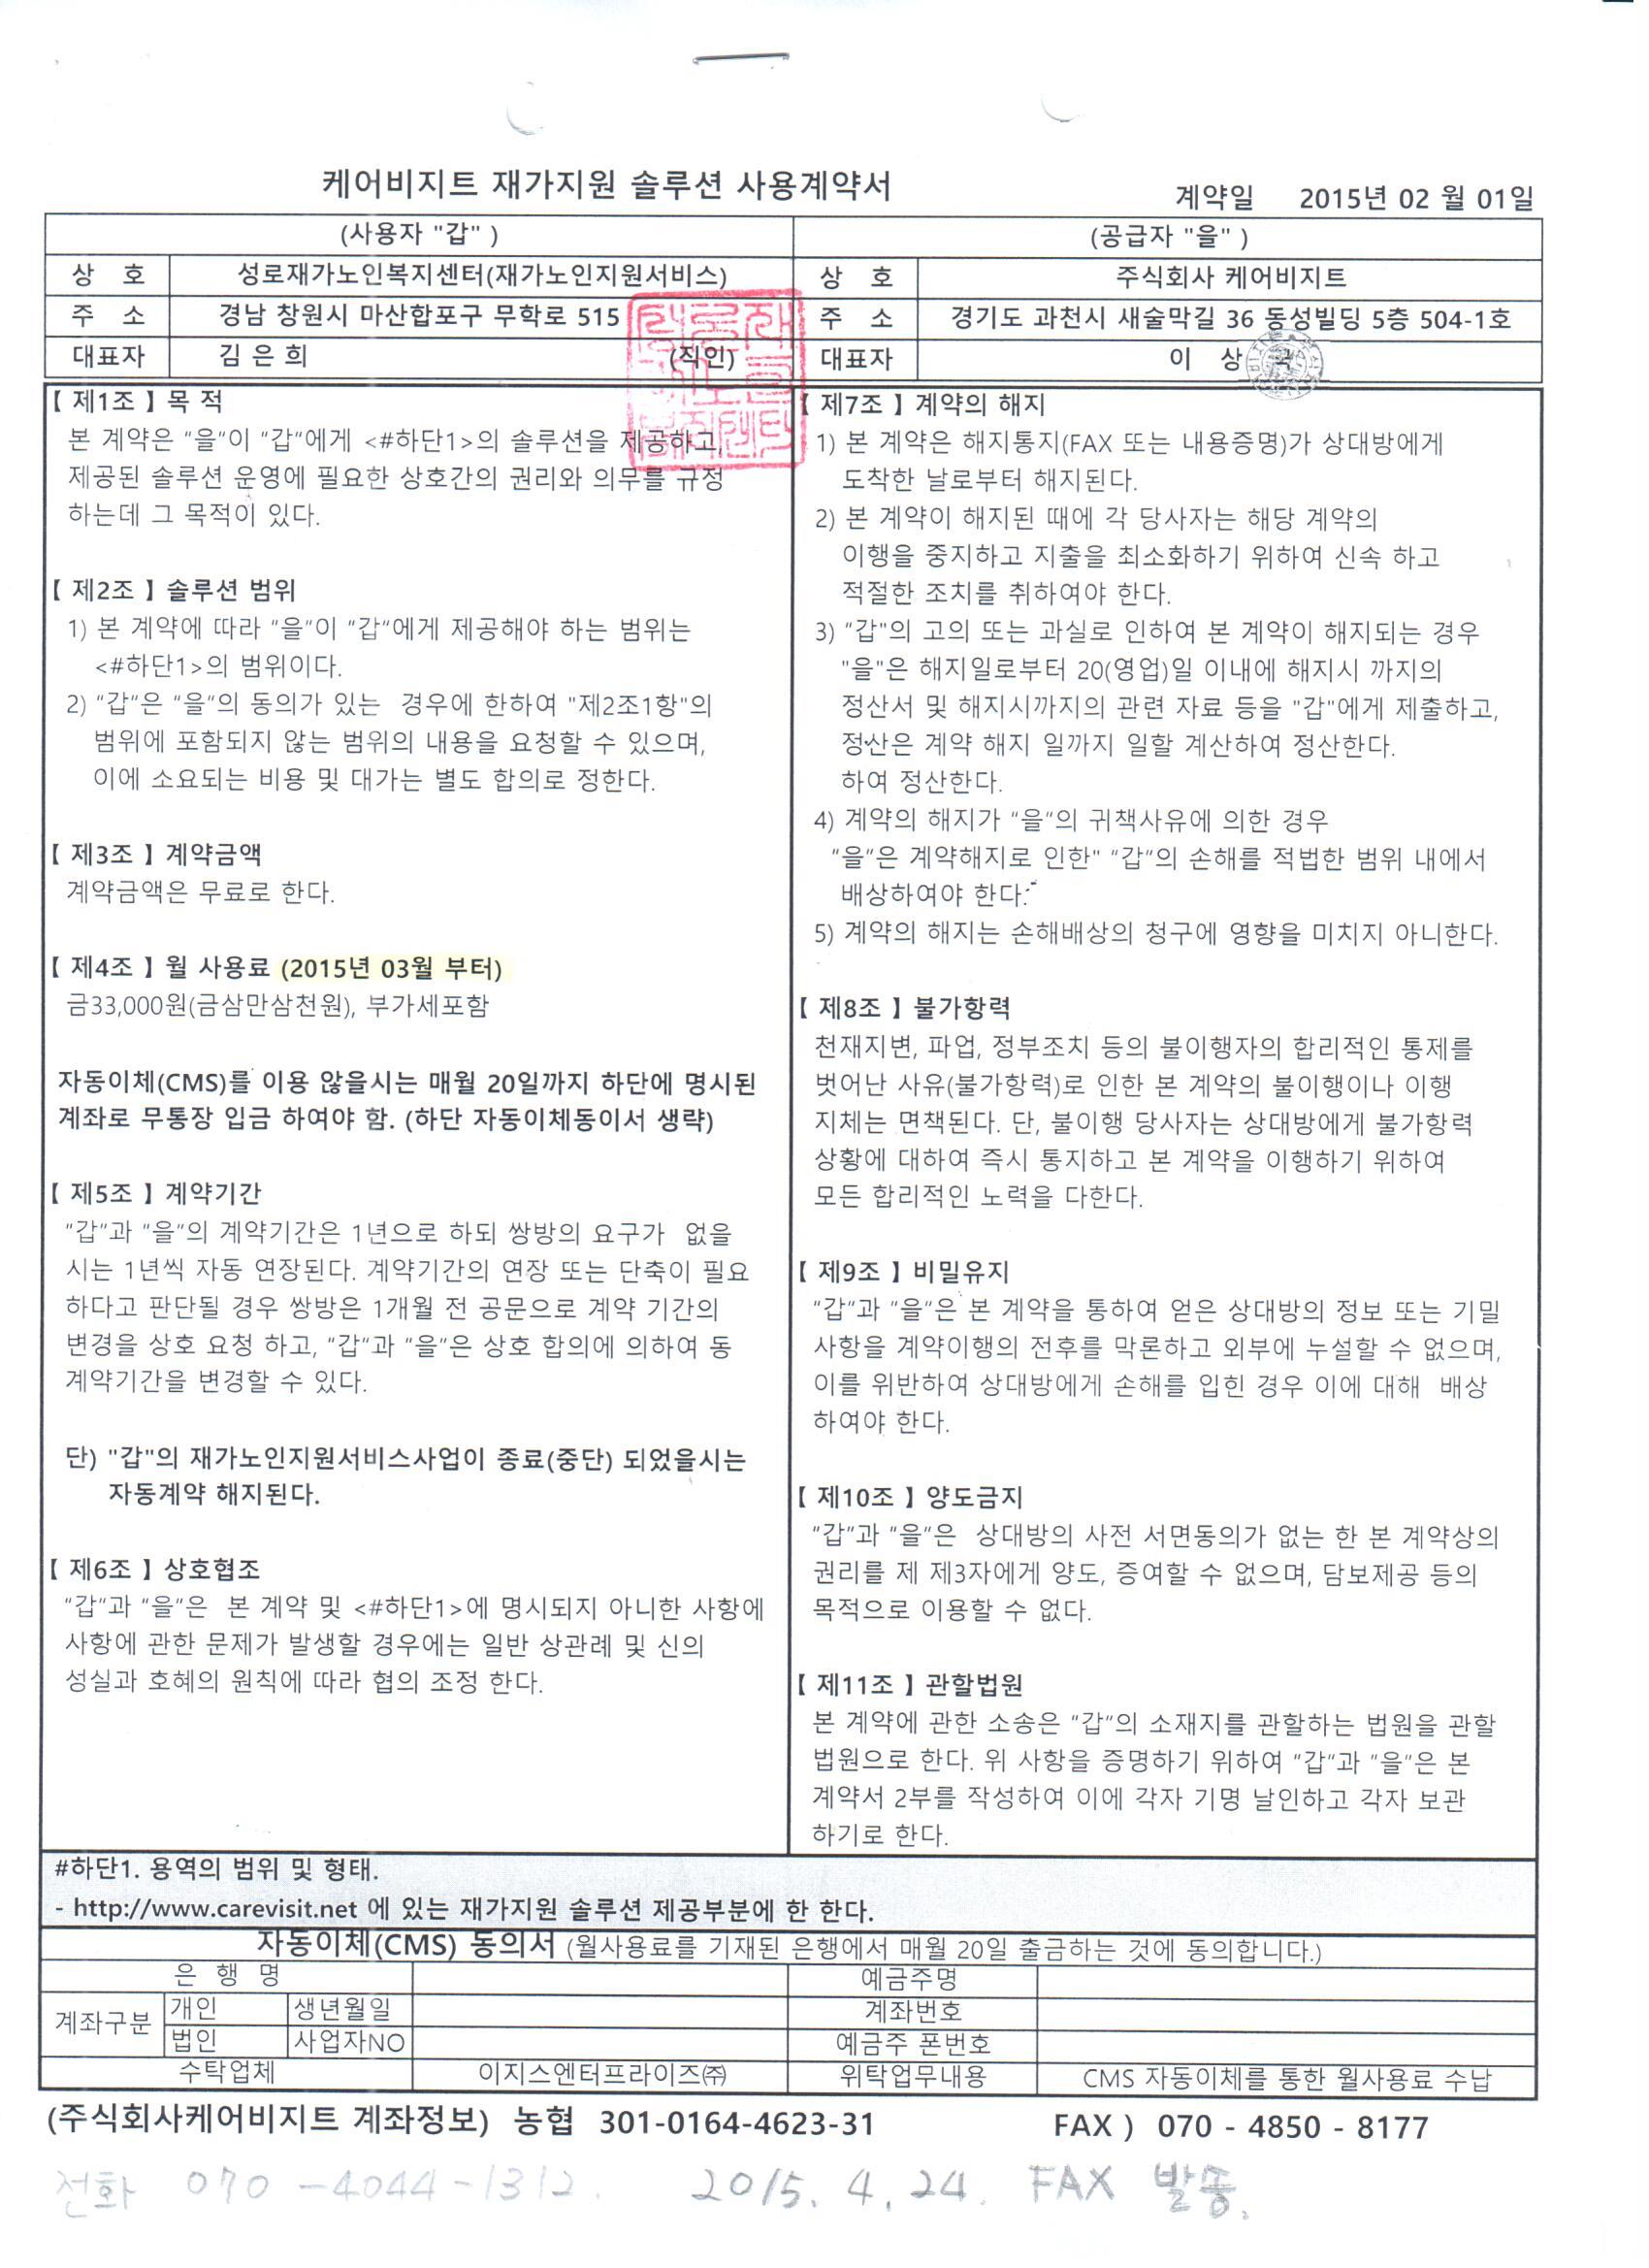 케어비지트 재가지원 솔루션 사용계약서
계약일 2015년 02 월 01일
(사용자 "갑" )
(공급자 "을" )
상 호 성로재가노인복지센터(재가노인지원서비스)
상 호 주식회사 케어비지트
주 소 경남 창원시 마산합포구 무학로 515
주 소 경기도 과천시 새술막길 36 동성빌딩 5층 504-1호
대표자 김 은 희 (직인)
대표자 이 상
【 제1조 】 목 적
본 계약은 "을"이 "갑"에게 <#하단1>의 솔루션을 제공하고,
제공된 솔루션 운영에 필요한 상호간의 권리와 의무를 규정
하는데 그 목적이 있다.
【 제2조 】 솔루션 범위
1) 본 계약에 따라 "을"이 "갑"에게 제공해야 하는 범위는
<#하단1>의 범위이다.
2) "갑"은 "을"의 동의가 있는 경우에 한하여 "제2조1항"의
범위에 포함되지 않는 범위의 내용을 요청할 수 있으며,
이에 소요되는 비용 및 대가는 별도 합의로 정한다.
【 제3조 】 계약금액
계약금액은 무료로 한다.
【 제4조 】 월 사용료 (2015년 03월 부터)
금33,000원(금삼만삼천원), 부가세포함
자동이체(CMS)를 이용 않을시는 매월 20일까지 하단에 명시된
계좌로 무통장 입금 하여야 함. (하단 자동이체동이서 생략)
【 제5조 】 계약기간
"갑"과 "을"의 계약기간은 1년으로 하되 쌍방의 요구가 없을
시는 1년씩 자동 연장된다. 계약기간의 연장 또는 단축이 필요
하다고 판단될 경우 쌍방은 1개월 전 공문으로 계약 기간의
변경을 상호 요청 하고, "갑"과 "을"은 상호 합의에 의하여 동
계약기간을 변경할 수 있다.
단) "갑"의 재가노인지원서비스사업이 종료(중단) 되었을시는
자동계약 해지된다.
【 제6조 】 상호협조
"갑"과 "을"은 본 계약 및 <#하단1>에 명시되지 아니한 사항에
사항에 관한 문제가 발생할 경우에는 일반 상관례 및 신의
성실과 호혜의 원칙에 따라 협의 조정 한다.
【 제7조 】 계약의 해지
1) 본 계약은 해지통지(FAX 또는 내용증명)가 상대방에게
도착한 날로부터 해지된다.
2) 본 계약이 해지된 때에 각 당사자는 해당 계약의
이행을 중지하고 지출을 최소화하기 위하여 신속 하고
적절한 조치를 취하여야 한다.
3) "갑"의 고의 또는 과실로 인하여 본 계약이 해지되는 경우
"을"은 해지일로부터 20(영업)일 이내에 해지시 까지의
정산서 및 해지시까지의 관련 자료 등을 "갑"에게 제출하고,
정산은 계약 해지 일까지 일할 계산하여 정산한다.
하여 정산한다.
4) 계약의 해지가 "을"의 귀책사유에 의한 경우
"을"은 계약해지로 인한" "갑"의 손해를 적법한 범위 내에서
배상하여야 한다.
5) 계약의 해지는 손해배상의 청구에 영향을 미치지 아니한다.
【 제8조 】 불가항력
천재지변, 파업, 정부조치 등의 불이행자의 합리적인 통제를
벗어난 사유(불가항력)로 인한 본 계약의 불이행이나 이행
지체는 면책된다. 단, 불이행 당사자는 상대방에게 불가항력
상황에 대하여 즉시 통지하고 본 계약을 이행하기 위하여
모든 합리적인 노력을 다한다.
【 제9조 】 비밀유지
"갑"과 "을"은 본 계약을 통하여 얻은 상대방의 정보 또는 기밀
사항을 계약이행의 전후를 막론하고 외부에 누설할 수 없으며,
이를 위반하여 상대방에게 손해를 입힌 경우 이에 대해 배상
하여야 한다.
【 제10조 】 양도금지
"갑"과 "을"은 상대방의 사전 서면동의가 없는 한 본 계약상의
권리를 제 제3자에게 양도, 증여할 수 없으며, 담보제공 등의
목적으로 이용할 수 없다.
【 제11조 】 관할법원
본 계약에 관한 소송은 "갑"의 소재지를 관할하는 법원을 관할
법원으로 한다. 위 사항을 증명하기 위하여 "갑"과 "을"은 본
계약서 2부를 작성하여 이에 각자 기명 날인하고 각자 보관
하기로 한다.
#하단1. 용역의 범위 및 형태.
- http://www.carevisit.net 에 있는 재가지원 솔루션 제공부분에 한 한다.
자동이체(CMS) 동의서 (월사용료를 기재된 은행에서 매월 20일 출금하는 것에 동의합니다.)
은 행 명 예금주명
계좌구분 개인 생년월일 계좌번호
법인 사업자NO 예금주 폰번호
수탁업체 이지스엔터프라이즈㈜ 위탁업무내용 CMS 자동이체를 통한 월사용료 수납
(주식회사케어비지트 계좌정보) 농협 301-0164-4623-31 FAX ) 070 - 4850 - 8177
전화 070 -4044-1312. 2015. 4. 24. FAX 발송.